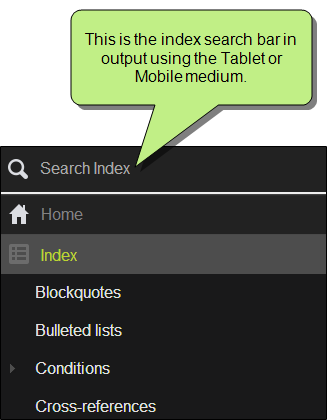 This is the index search bar in
output using the Tablet or
Mobile medium.
Search Index
Home
Index
Blockquotes
Bulleted lists
Conditions
Cross-references